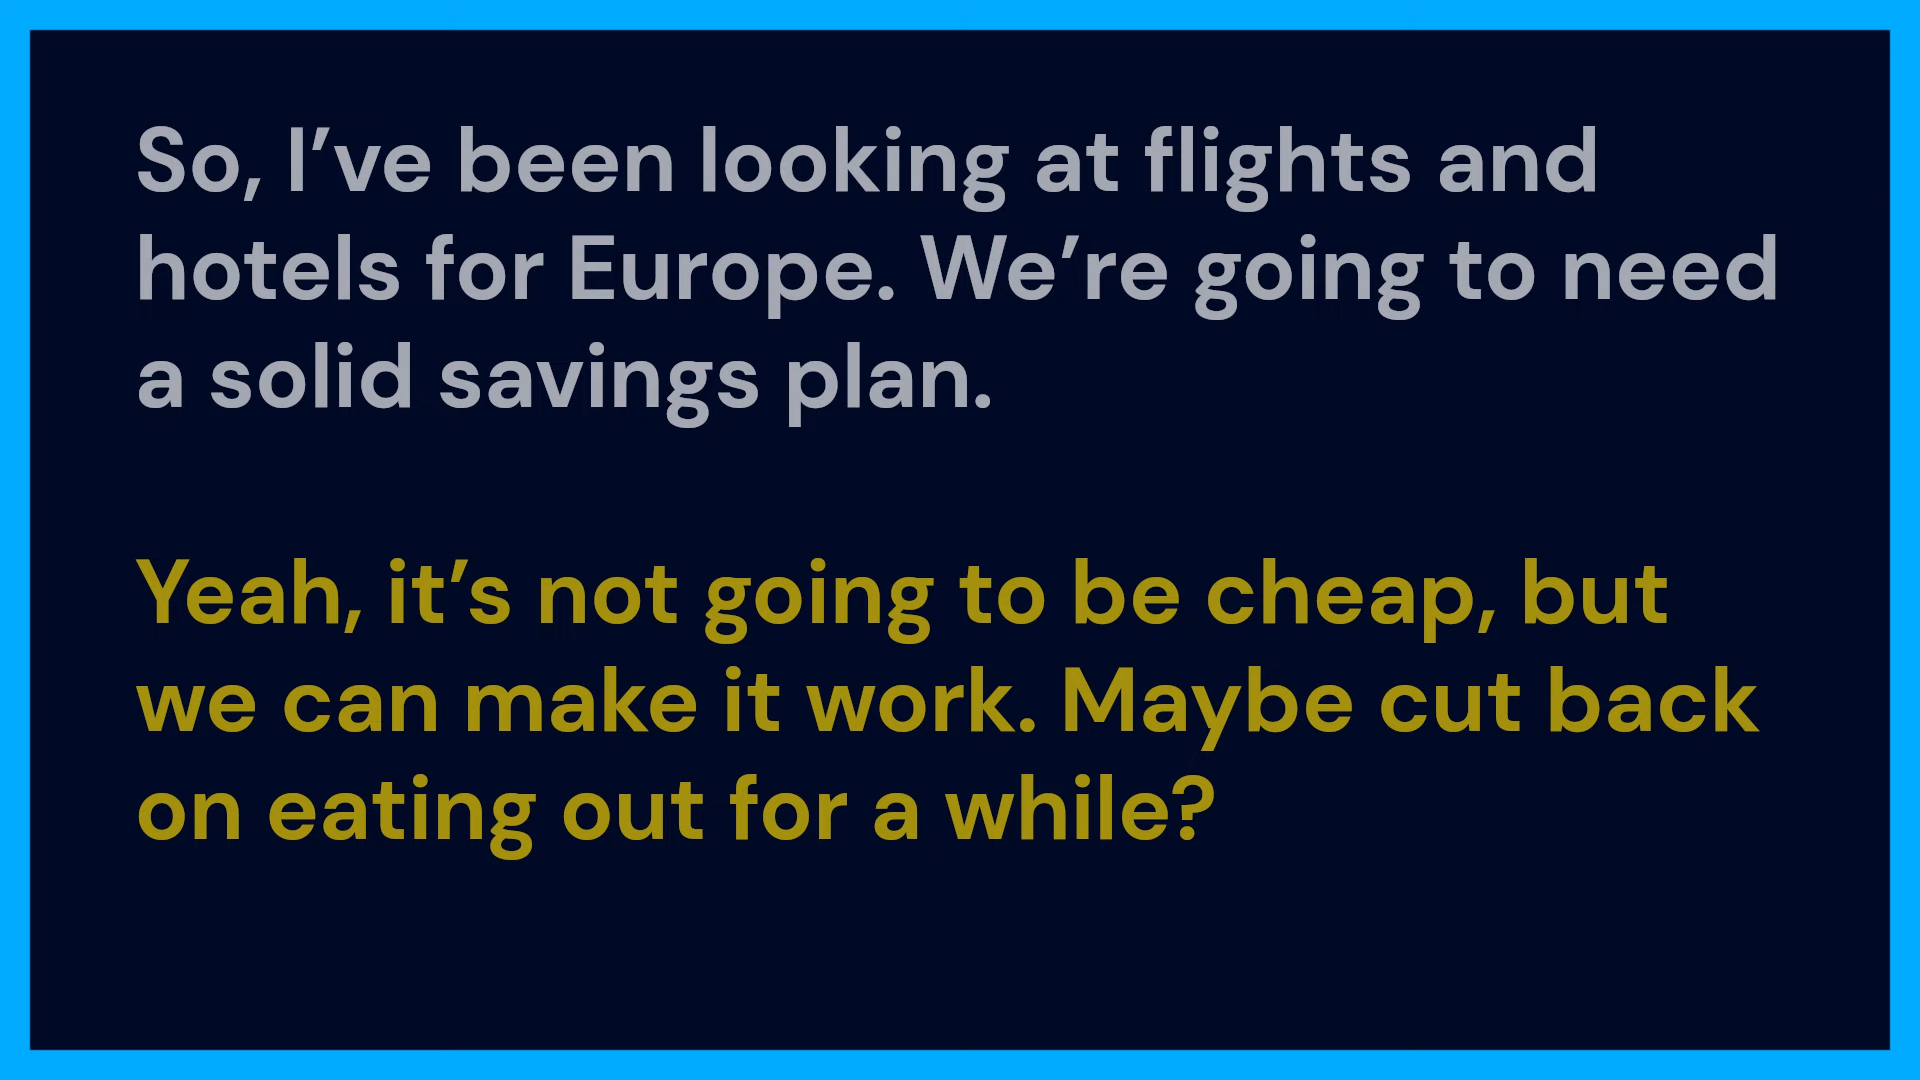 So, I’ve been looking at flights and
hotels for Europe. We’re going to need
a solid savings plan.
Yeah, it’s not going to be cheap, but
we can make it work. Maybe cut back
on eating out for a while?